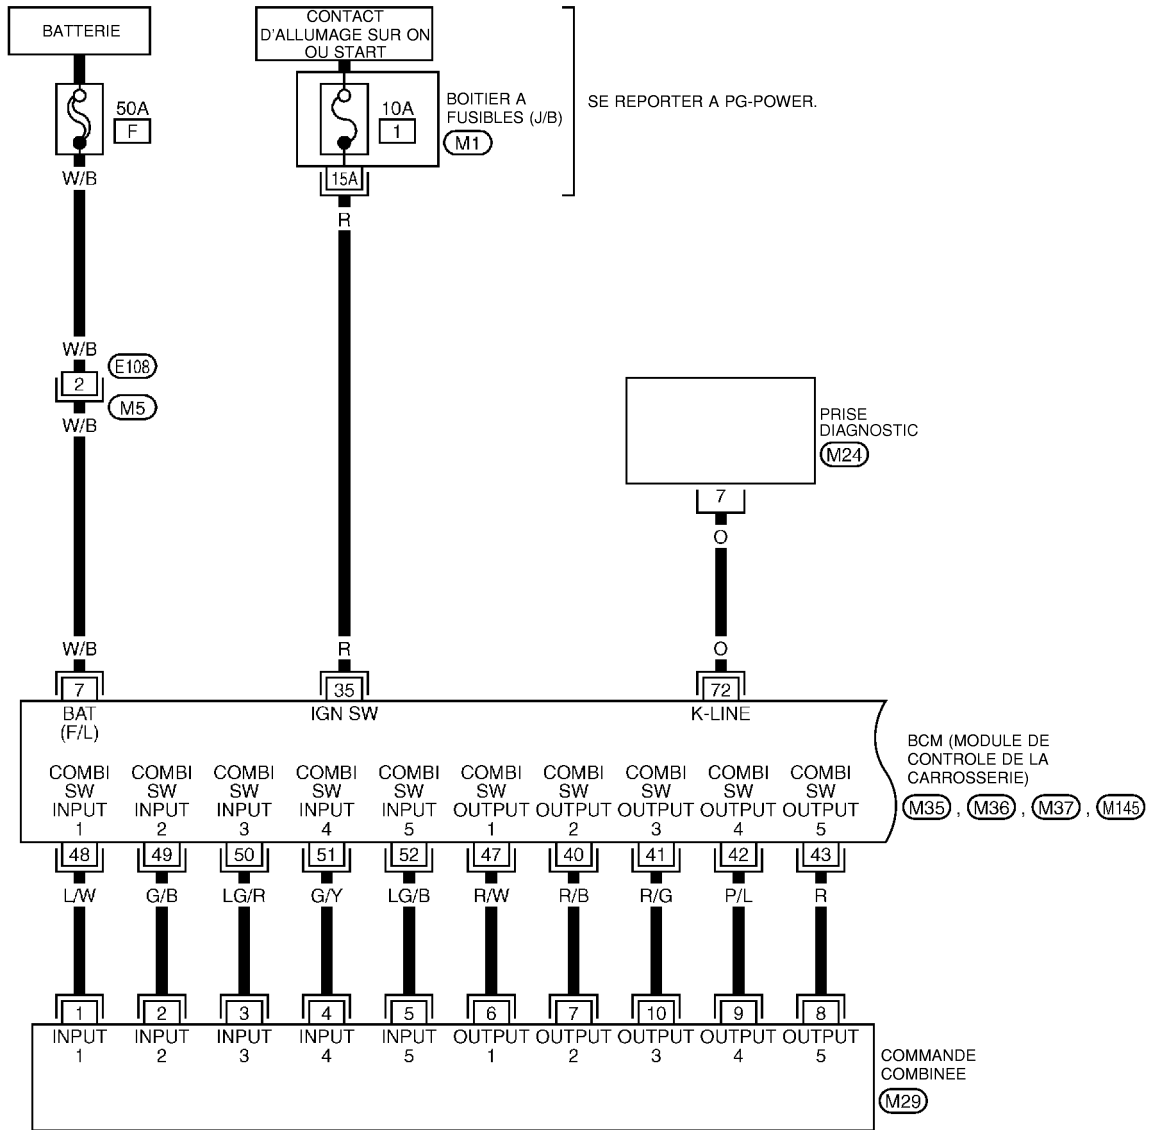 BATTERIE
CONTACT
D'ALLUMAGE SUR ON
OU START
50A
F
10A
1
BOITIER A
FUSIBLES (J/B)
M1
SE REPORTER A PG-POWER.
W/B
15A
R
W/B
E108
2
M5
W/B
PRISE
DIAGNOSTIC
M24
7
O
W/B
R
O
7
35
72
BAT
(F/L)
IGN SW
K-LINE
BCM (MODULE DE
CONTROLE DE LA
CARROSSERIE)
M35 , M36 , M37 , M145
COMBI COMBI COMBI COMBI COMBI COMBI COMBI COMBI COMBI COMBI
SW SW SW SW SW SW SW SW SW SW
INPUT INPUT INPUT INPUT INPUT OUTPUT OUTPUT OUTPUT OUTPUT OUTPUT
1 2 3 4 5 1 2 3 4 5
48 49 50 51 52 47 40 41 42 43
L/W G/B LG/R G/Y LG/B R/W R/B R/G P/L R
1 2 3 4 5 6 7 10 9 8
INPUT INPUT INPUT INPUT INPUT OUTPUT OUTPUT OUTPUT OUTPUT OUTPUT
1 2 3 4 5 1 2 3 4 5
COMMANDE
COMBINEE
M29